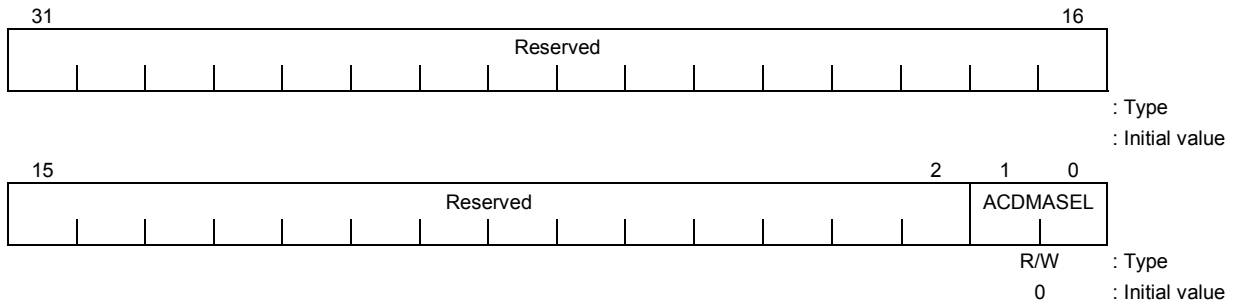 31 16
Reserved
: Type
: Initial value
15 2 1 0
Reserved ACDMASEL
R/W : Type
0 : Initial value